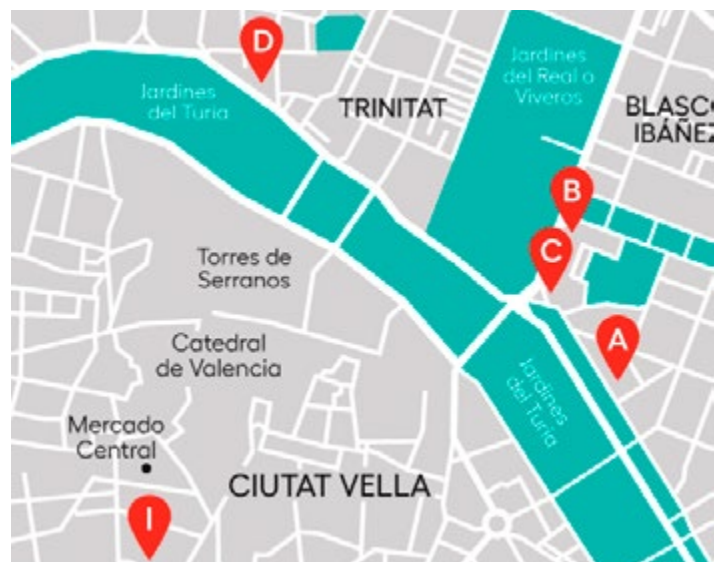 D
Jardines
del Turia
TRINITAT
Jardines
del Real o
Viveros
BLASCO
IBÁÑEZ
B
C
Torres de
Serranos
A
Catedral
de Valencia
Jardines
del Turia
Mercado
Central
CIUTAT VELLA
I